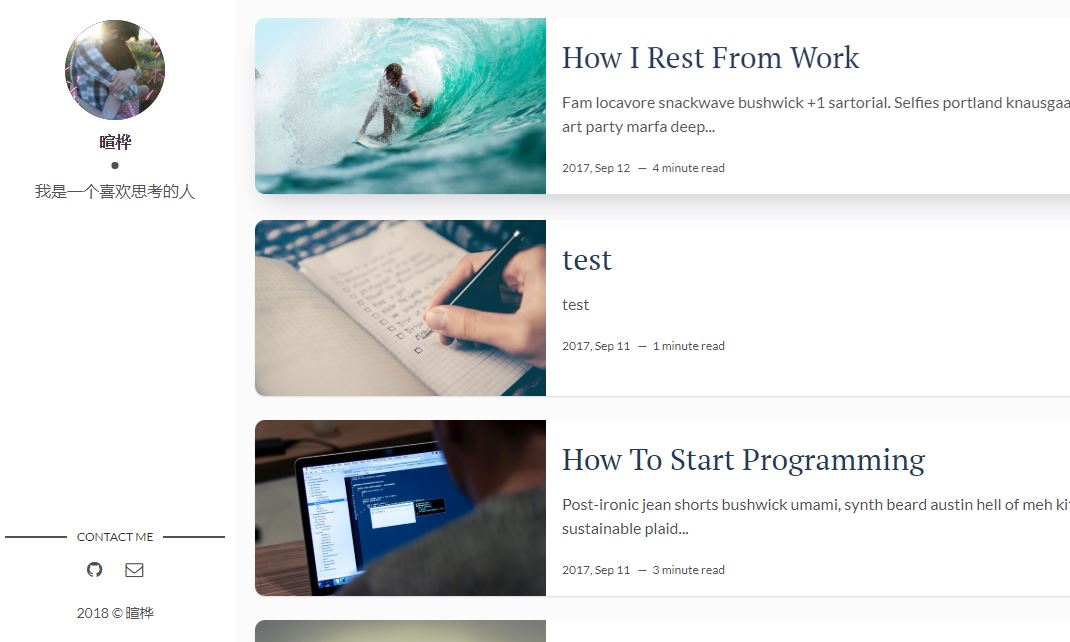 暄桦
我是一个喜欢思考的人
CONTACT ME
2018 © 暄桦
How I Rest From Work
Fam locavore snackwave bushwick +1 sartorial. Selfies portland knausgaa
art party marfa deep...
2017, Sep 12 — 4 minute read
test
test
2017, Sep 11 — 1 minute read
How To Start Programming
Post-ironic jean shorts bushwick umami, synth beard austin hell of meh ki
sustainable plaid...
2017, Sep 11 — 3 minute read